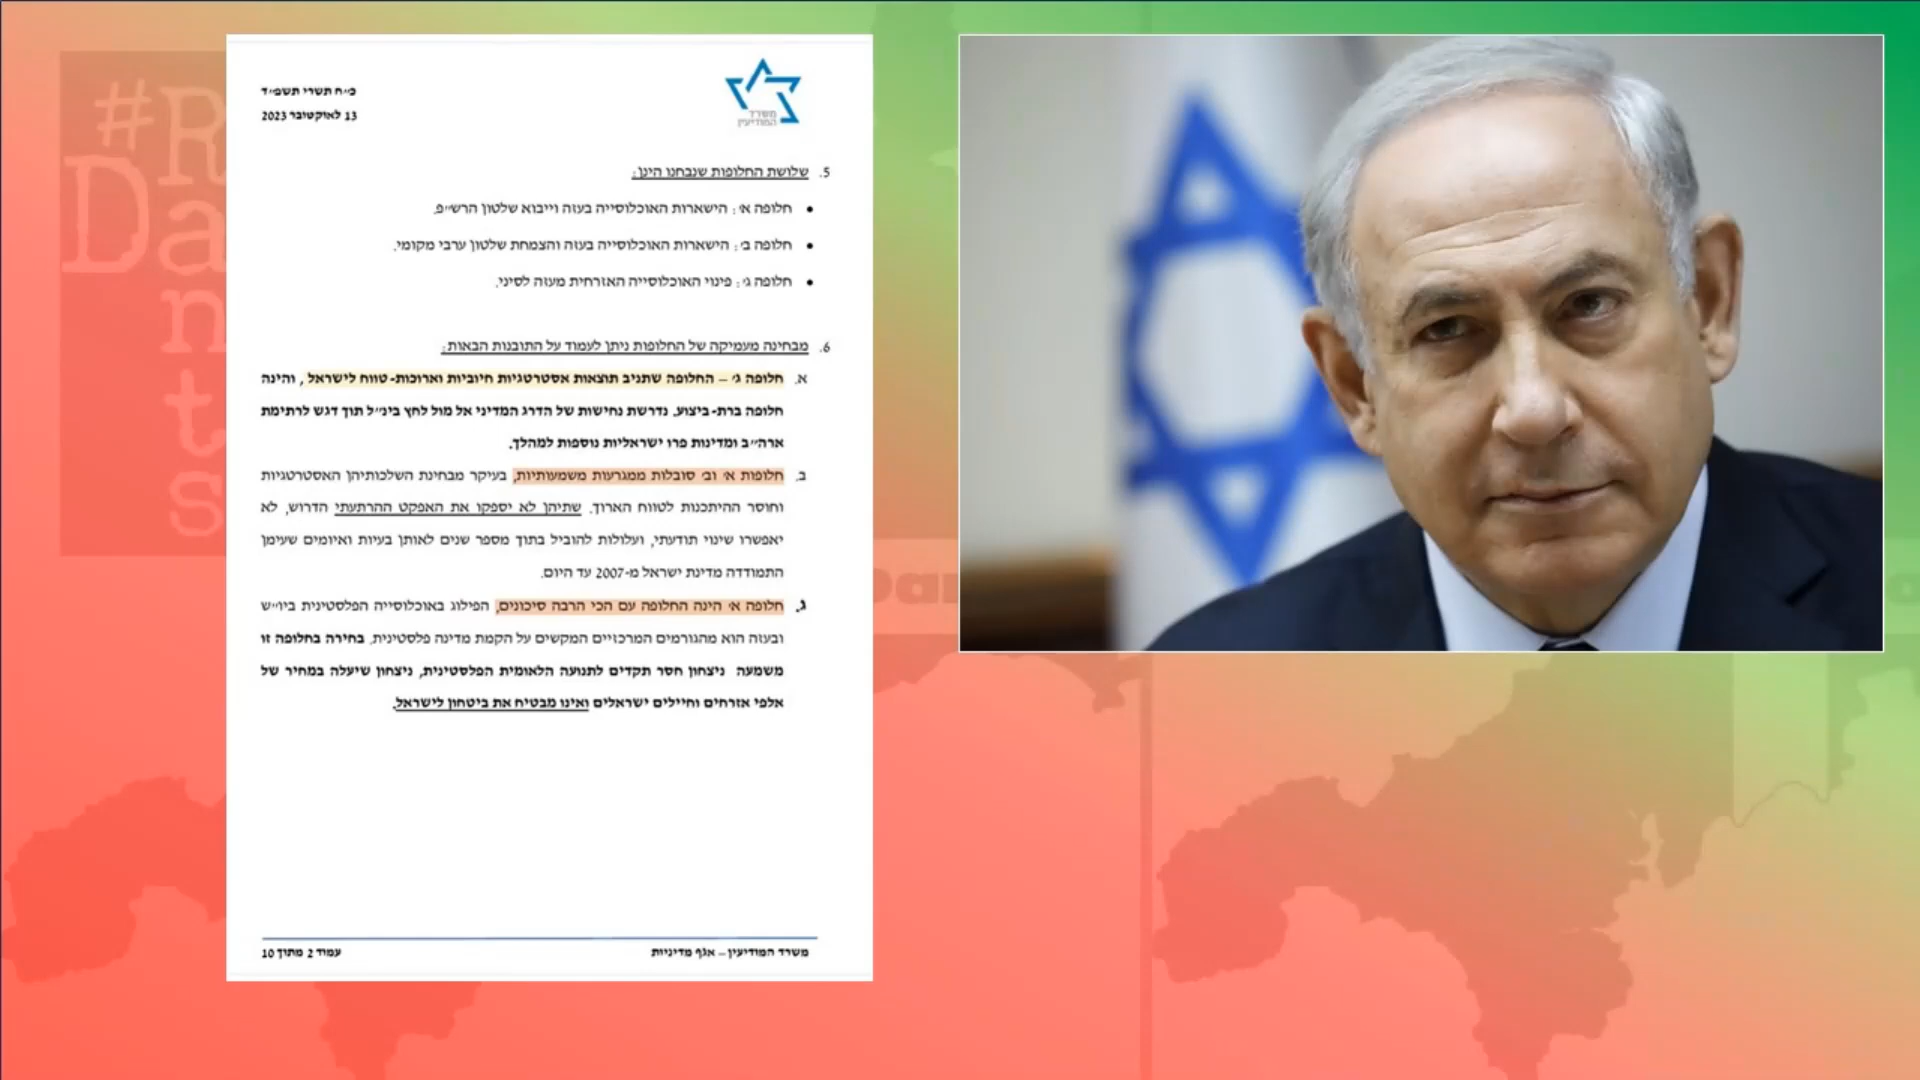 #R
Da
n
t
s
משרד
המודיעין
כ״ח תשרי תשפ״ד
13 לאוקטובר 2023
5. שלושת החלופות שנבחנו הינן:
• חלופה א׳: הישארות האוכלוסייה בעזה וייבוא שלטון הרש״פ.
• חלופה ב׳: הישארות האוכלוסייה בעזה והצמחת שלטון ערבי מקומי.
• חלופה ג׳: פינוי האוכלוסייה האזרחית מעזה לסיני.
6. מבחינה מעמיקה של החלופות ניתן לעמוד על התובנות הבאות:
א. חלופה ג׳ – החלופה שתניב תוצאות אסטרטגיות חיוביות וארוכות-טווח לישראל, והינה
חלופה ברת-ביצוע. נדרשת נחישות של הדרג המדיני אל מול לחץ בינ״ל תוך דגש לרתימת
ארה״ב ומדינות פרו ישראליות נוספות למהלך.
ב. חלופות א׳ וב׳ סובלות ממגרעות משמעותיות, בעיקר מבחינת השלכותיהן האסטרטגיות
וחוסר ההיתכנות לטווח הארוך. שתיהן לא יספקו את האפקט ההרתעתי הדרוש, לא
יאפשרו שינוי תודעתי, ועלולות להוביל בתוך מספר שנים לאותן בעיות ואיומים שעימן
התמודדה מדינת ישראל מ-2007 עד היום.
ג. חלופה א׳ הינה החלופה עם הכי הרבה סיכונים, הפילוג באוכלוסייה הפלסטינית ביו״ש
ובעזה הוא מהגורמים המרכזיים המקשים על הקמת מדינה פלסטינית. בחירה בחלופה זו
משמעה ניצחון חסר תקדים לתנועה הלאומית הפלסטינית, ניצחון שיעלה במחיר של
אלפי אזרחים וחיילים ישראלים ואינו מבטיח את ביטחון לישראל.
משרד המודיעין – אגף מדיניות
עמוד 2 מתוך 10